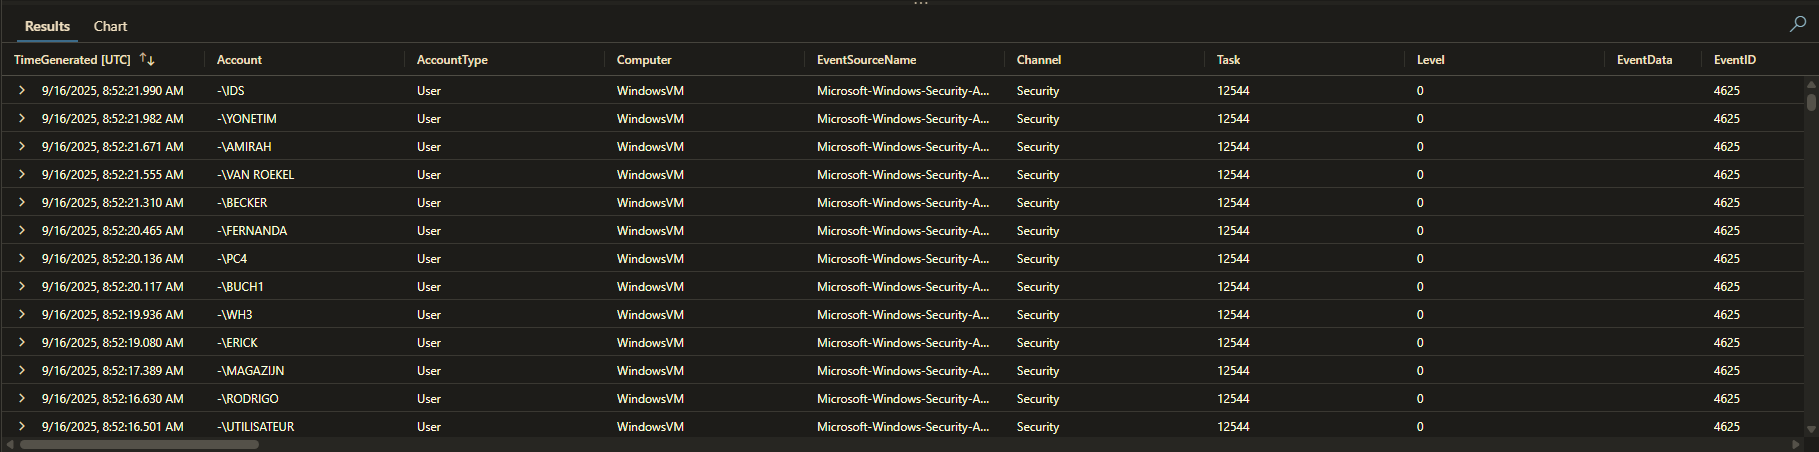 Results Chart
TimeGenerated [UTC] Account AccountType Computer EventSourceName Channel Task Level EventData EventID
9/16/2025, 8:52:21.990 AM -\IDS User WindowsVM Microsoft-Windows-Security-A... Security 12544 0 4625
9/16/2025, 8:52:21.982 AM -\YONETIM User WindowsVM Microsoft-Windows-Security-A... Security 12544 0 4625
9/16/2025, 8:52:21.671 AM -\AMIRAH User WindowsVM Microsoft-Windows-Security-A... Security 12544 0 4625
9/16/2025, 8:52:21.555 AM -\VAN ROEKEL User WindowsVM Microsoft-Windows-Security-A... Security 12544 0 4625
9/16/2025, 8:52:21.310 AM -\BECKER User WindowsVM Microsoft-Windows-Security-A... Security 12544 0 4625
9/16/2025, 8:52:20.465 AM -\FERNANDA User WindowsVM Microsoft-Windows-Security-A... Security 12544 0 4625
9/16/2025, 8:52:20.136 AM -\PC4 User WindowsVM Microsoft-Windows-Security-A... Security 12544 0 4625
9/16/2025, 8:52:20.117 AM -\BUCH1 User WindowsVM Microsoft-Windows-Security-A... Security 12544 0 4625
9/16/2025, 8:52:19.936 AM -\WH3 User WindowsVM Microsoft-Windows-Security-A... Security 12544 0 4625
9/16/2025, 8:52:19.080 AM -\ERICK User WindowsVM Microsoft-Windows-Security-A... Security 12544 0 4625
9/16/2025, 8:52:17.389 AM -\MAGAZIJN User WindowsVM Microsoft-Windows-Security-A... Security 12544 0 4625
9/16/2025, 8:52:16.630 AM -\RODRIGO User WindowsVM Microsoft-Windows-Security-A... Security 12544 0 4625
9/16/2025, 8:52:16.501 AM -\UTILISATEUR User WindowsVM Microsoft-Windows-Security-A... Security 12544 0 4625